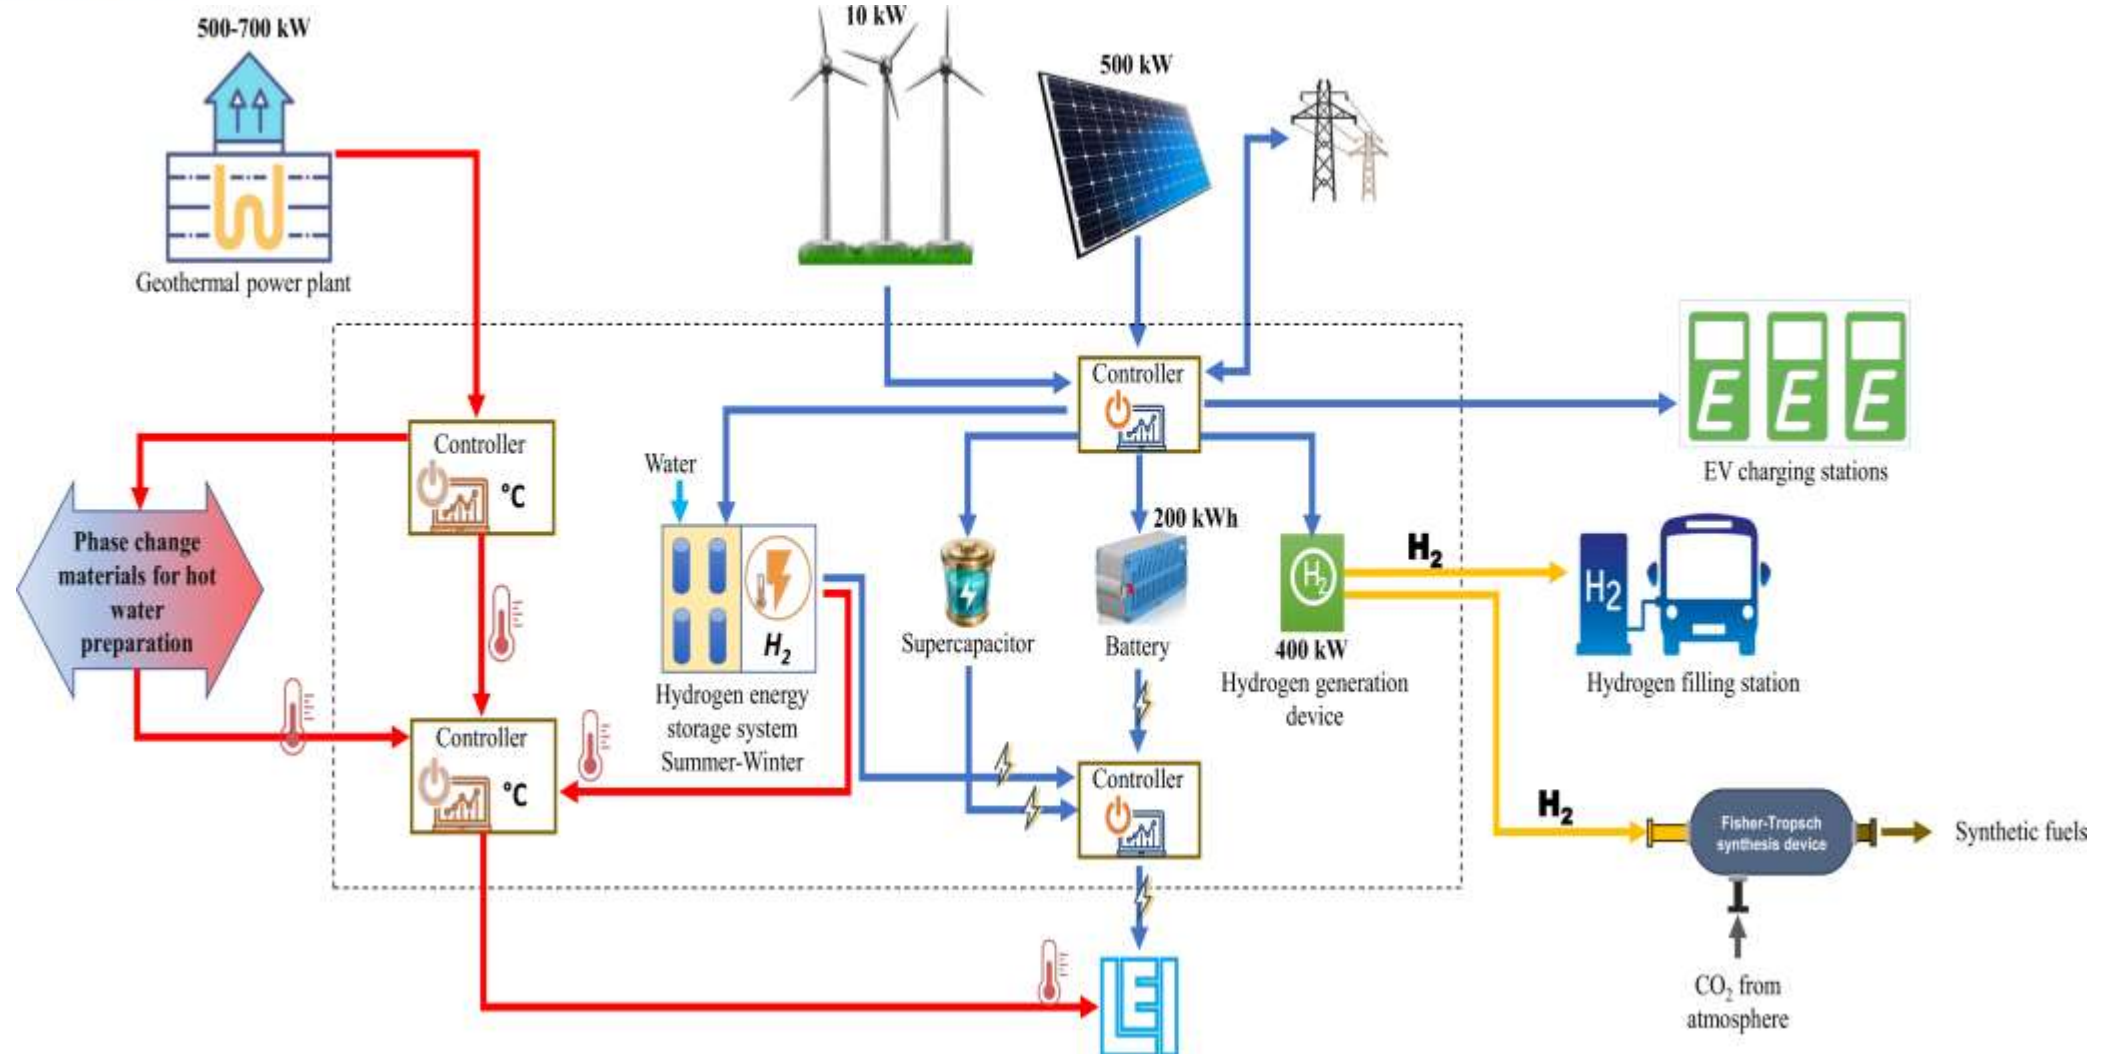 500-700 kW
10 kW
500 kW
Geothermal power plant
Controller
E E E
EV charging stations
Controller
°C
Water
Phase change
materials for hot
water
preparation
H2
Hydrogen energy
storage system
Summer-Winter
Supercapacitor
200 kWh
Battery
H2
400 kW
Hydrogen generation
device
H2
H2
Hydrogen filling station
Controller
°C
Controller
H2
Fisher-Tropsch
synthesis device
Synthetic fuels
CO2 from
atmosphere
LEI